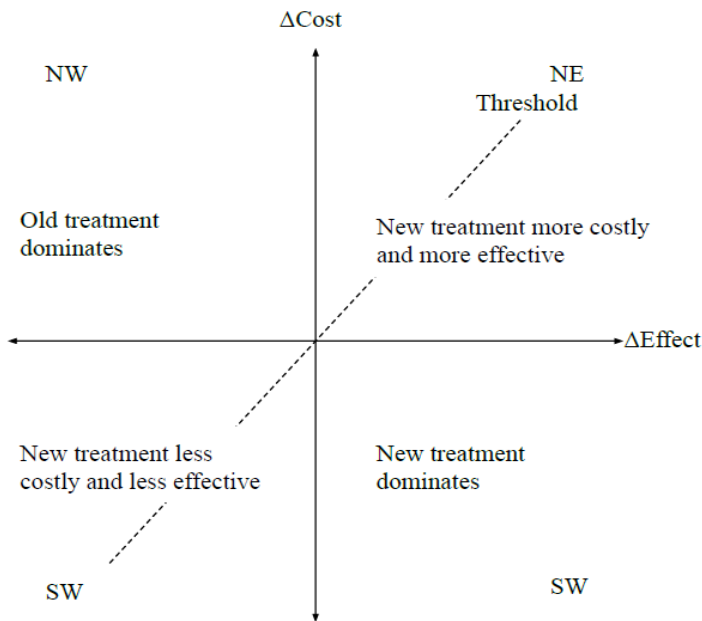 ΔCost
NW
NE
Threshold
Old treatment
dominates
New treatment more costly
and more effective
ΔEffect
New treatment less
costly and less effective
New treatment
dominates
SW
SW